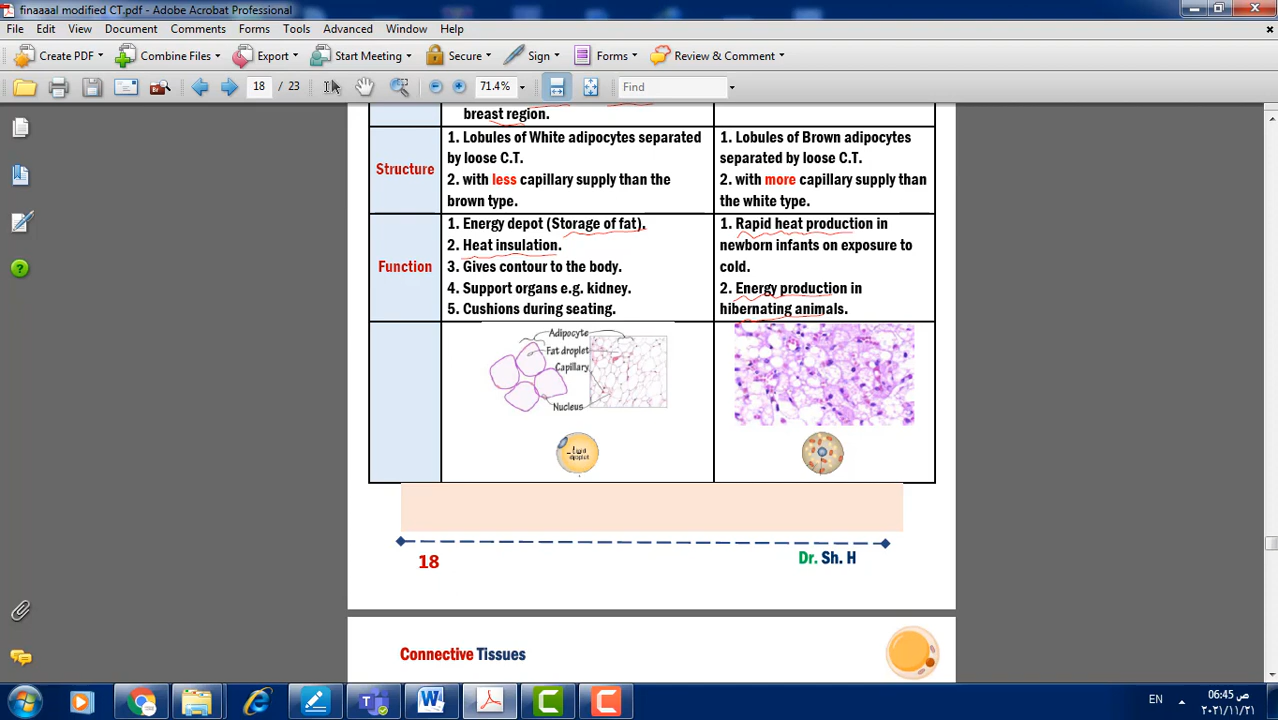 finaaaal modified CT.pdf - Adobe Acrobat Professional
File Edit View Document Comments Forms Tools Advanced Window Help
Create PDF Combine Files Export Start Meeting Secure Sign Forms Review & Comment
18 / 23 71.4% Find
breast region.
Structure
1. Lobules of White adipocytes separated
by loose C.T.
2. with less capillary supply than the
brown type.
1. Lobules of Brown adipocytes
separated by loose C.T.
2. with more capillary supply than
the white type.
Function
1. Energy depot (Storage of fat).
2. Heat insulation.
3. Gives contour to the body.
4. Support organs e.g. kidney.
5. Cushions during seating.
1. Rapid heat production in
newborn infants on exposure to
cold.
2. Energy production in
hibernating animals.
Adipocyte
Fat droplet
Capillary
Nucleus
droplet
18
Dr. Sh. H
Connective Tissues
EN
06:45 ص
٢٠٢١/١١/٢١